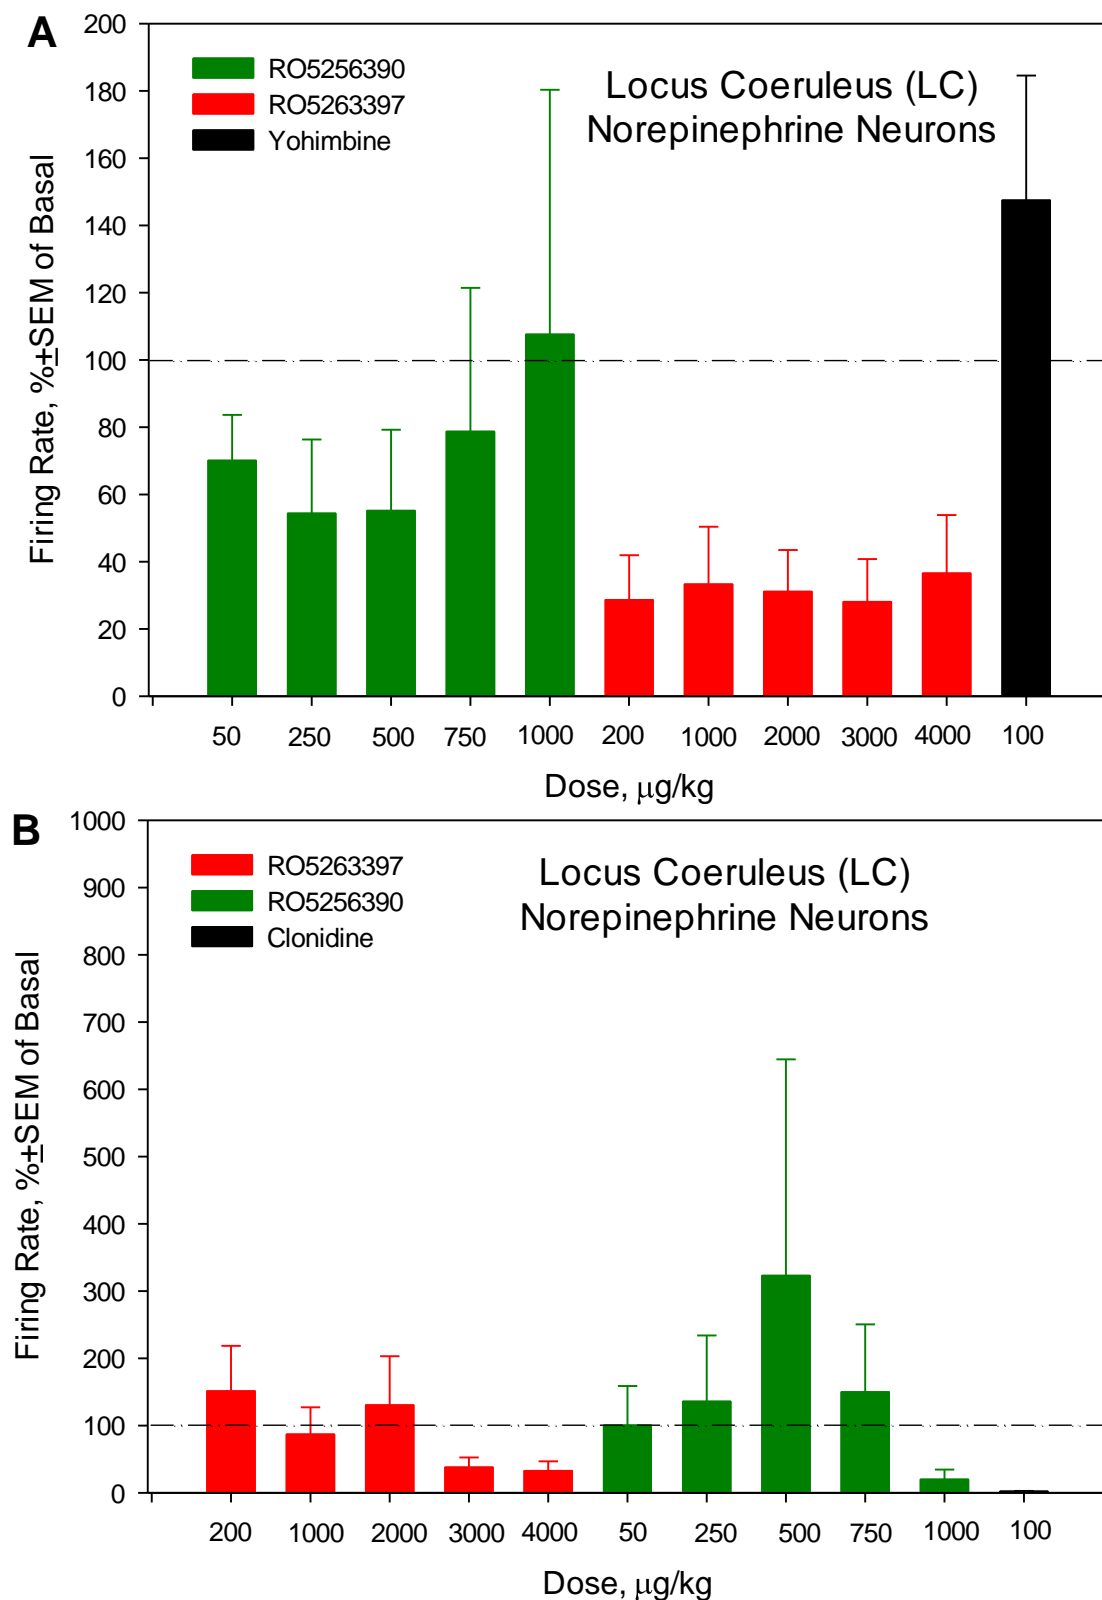 A
200
180
160
140
120
100
80
60
40
20
0
Firing Rate, %±SEM of Basal
RO5256390
RO5263397
Yohimbine
Locus Coeruleus (LC)
Norepinephrine Neurons
50 250 500 750 1000 200 1000 2000 3000 4000 100
Dose, μg/kg
B
1000
900
800
700
600
500
400
300
200
100
0
Firing Rate, %±SEM of Basal
RO5263397
RO5256390
Clonidine
Locus Coeruleus (LC)
Norepinephrine Neurons
200 1000 2000 3000 4000 50 250 500 750 1000 100
Dose, μg/kg